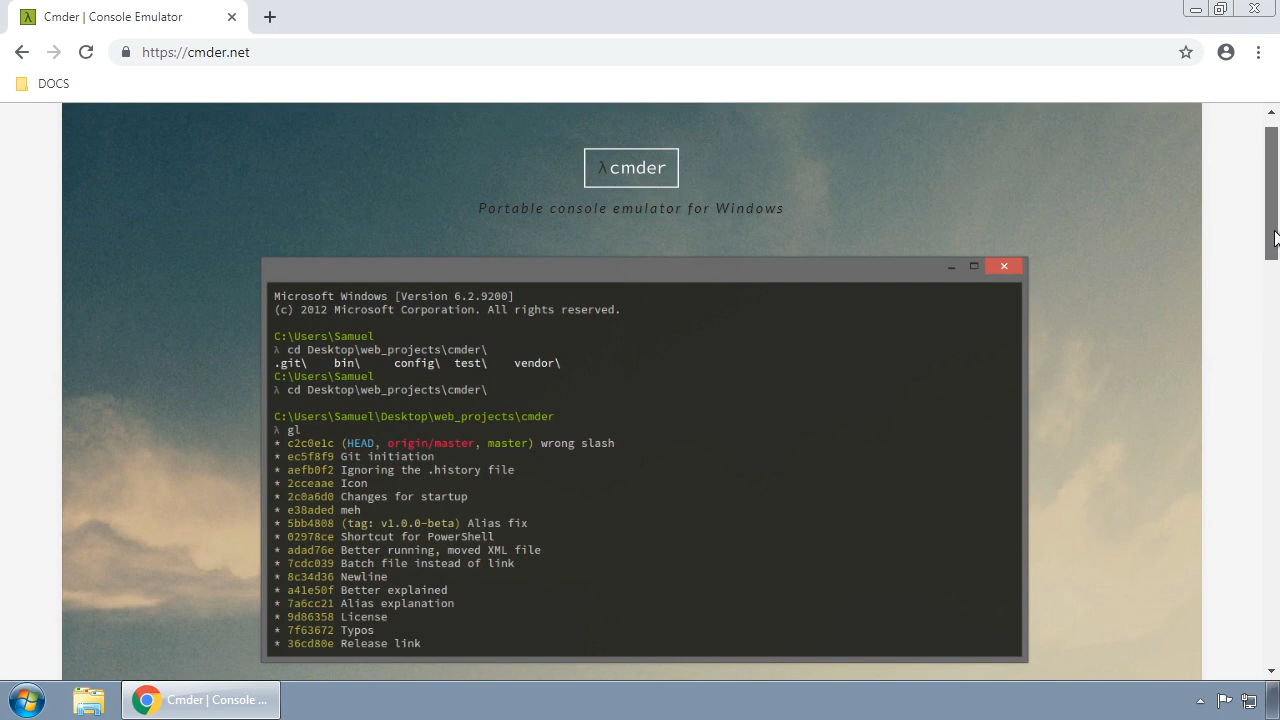 Cmder | Console Emulator
https://cmder.net
DOCS
λ cmder
Portable console emulator for Windows
Microsoft Windows [Version 6.2.9200]
(c) 2012 Microsoft Corporation. All rights reserved.
C:\Users\Samuel
λ cd Desktop\web_projects\cmder\
.git\ bin\ config\ test\ vendor\
C:\Users\Samuel
λ cd Desktop\web_projects\cmder\
C:\Users\Samuel\Desktop\web_projects\cmder
λ gl
* c2c0e1c (HEAD, origin/master, master) wrong slash
* ec5f8f9 Git initiation
* aefb0f2 Ignoring the .history file
* 2cceaae Icon
* 2c0a6d0 Changes for startup
* e38aded meh
* 5bb4808 (tag: v1.0.0-beta) Alias fix
* 02978ce Shortcut for PowerShell
* adad76e Better running, moved XML file
* 7cdc039 Batch file instead of link
* 8c34d36 Newline
* a41e50f Better explained
* 7a6cc21 Alias explanation
* 9d86358 License
* 7f63672 Typos
* 36cd80e Release link
Cmder | Console ...